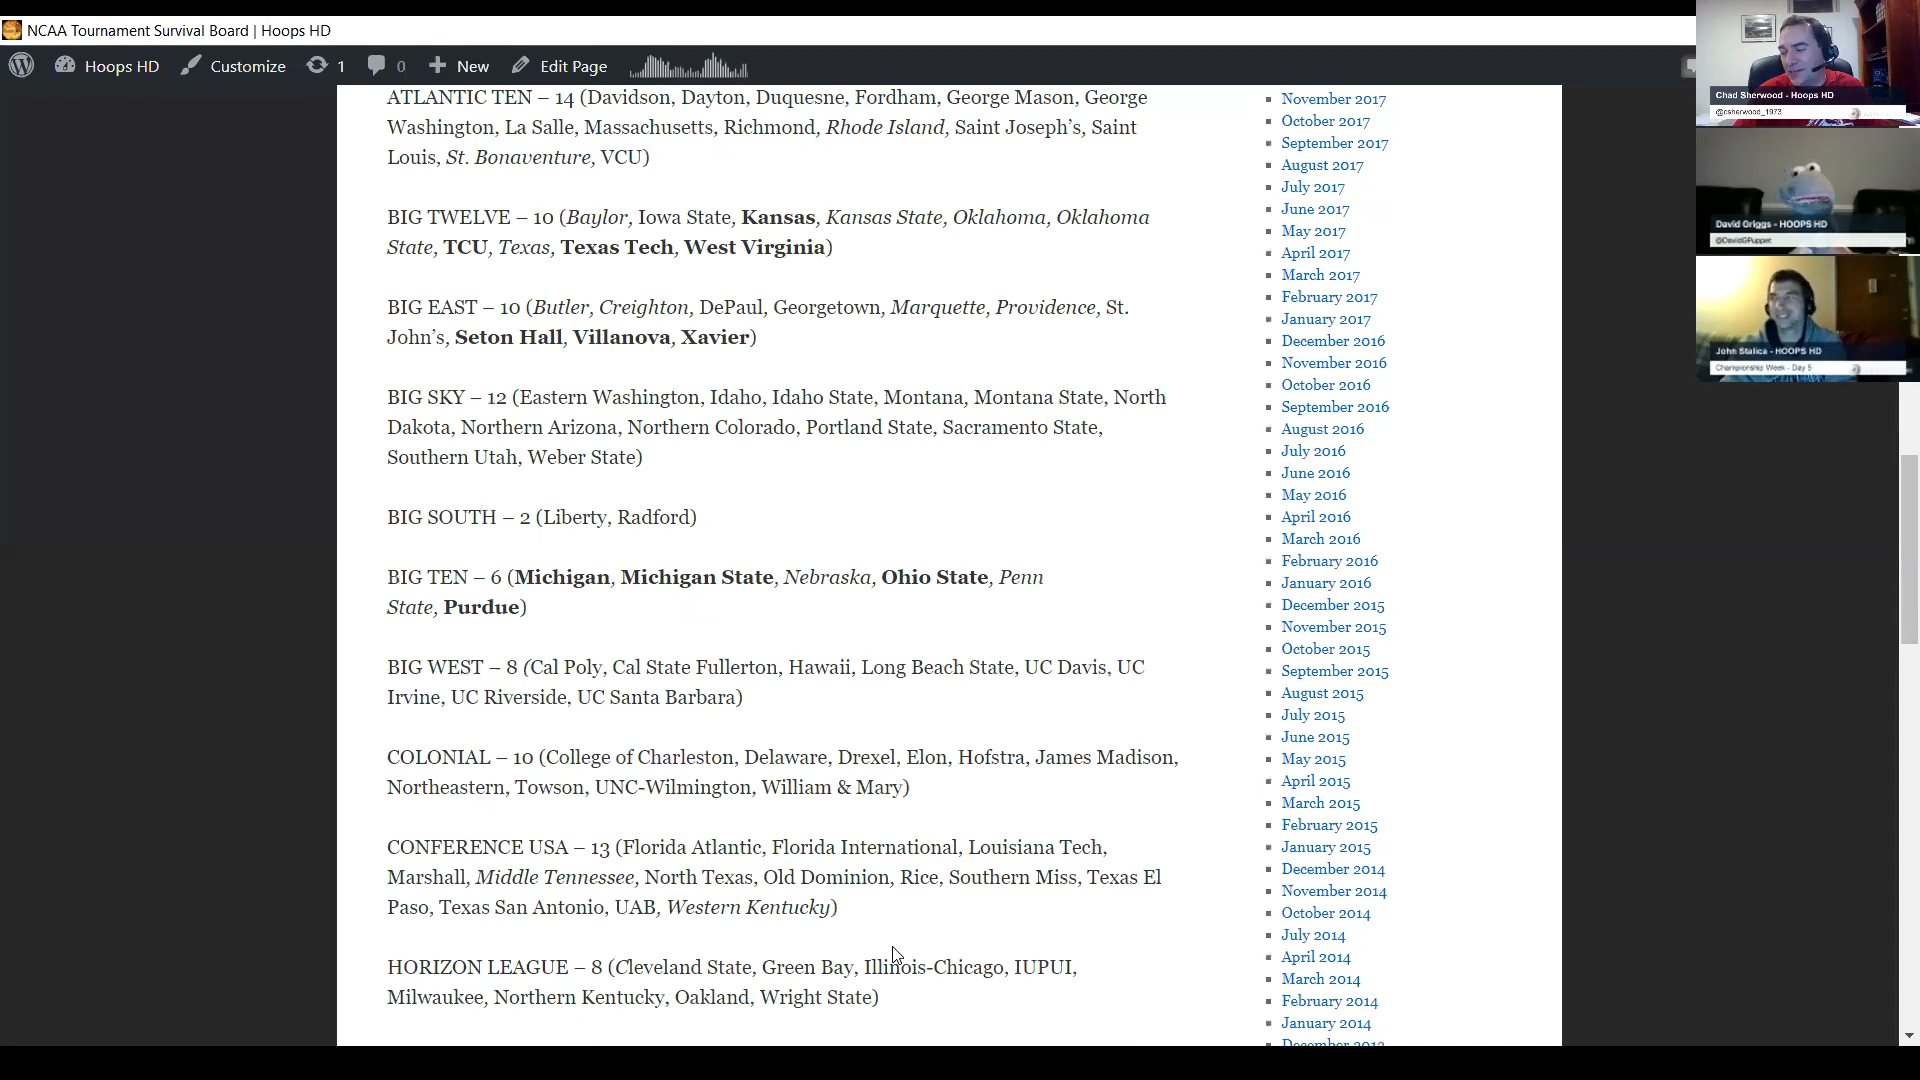 NCAA Tournament Survival Board | Hoops HD
Hoops HD
Customize
1
0
New
Edit Page
ATLANTIC TEN – 14 (Davidson, Dayton, Duquesne, Fordham, George Mason, George
Washington, La Salle, Massachusetts, Richmond, Rhode Island, Saint Joseph’s, Saint
Louis, St. Bonaventure, VCU)
BIG TWELVE – 10 (Baylor, Iowa State, Kansas, Kansas State, Oklahoma, Oklahoma
State, TCU, Texas, Texas Tech, West Virginia)
BIG EAST – 10 (Butler, Creighton, DePaul, Georgetown, Marquette, Providence, St.
John’s, Seton Hall, Villanova, Xavier)
BIG SKY – 12 (Eastern Washington, Idaho, Idaho State, Montana, Montana State, North
Dakota, Northern Arizona, Northern Colorado, Portland State, Sacramento State,
Southern Utah, Weber State)
BIG SOUTH – 2 (Liberty, Radford)
BIG TEN – 6 (Michigan, Michigan State, Nebraska, Ohio State, Penn
State, Purdue)
BIG WEST – 8 (Cal Poly, Cal State Fullerton, Hawaii, Long Beach State, UC Davis, UC
Irvine, UC Riverside, UC Santa Barbara)
COLONIAL – 10 (College of Charleston, Delaware, Drexel, Elon, Hofstra, James Madison,
Northeastern, Towson, UNC-Wilmington, William & Mary)
CONFERENCE USA – 13 (Florida Atlantic, Florida International, Louisiana Tech,
Marshall, Middle Tennessee, North Texas, Old Dominion, Rice, Southern Miss, Texas El
Paso, Texas San Antonio, UAB, Western Kentucky)
HORIZON LEAGUE – 8 (Cleveland State, Green Bay, Illinois-Chicago, IUPUI,
Milwaukee, Northern Kentucky, Oakland, Wright State)
November 2017
October 2017
September 2017
August 2017
July 2017
June 2017
May 2017
April 2017
March 2017
February 2017
January 2017
December 2016
November 2016
October 2016
September 2016
August 2016
July 2016
June 2016
May 2016
April 2016
March 2016
February 2016
January 2016
December 2015
November 2015
October 2015
September 2015
August 2015
July 2015
June 2015
May 2015
April 2015
March 2015
February 2015
January 2015
December 2014
November 2014
October 2014
July 2014
April 2014
March 2014
February 2014
January 2014
December 2013
Chad Sherwood - Hoops HD
@csherwood_1973
David Griggs - HOOPS HD
@DavidGPuppet
John Stalica - HOOPS HD
Championship Week - Day 5